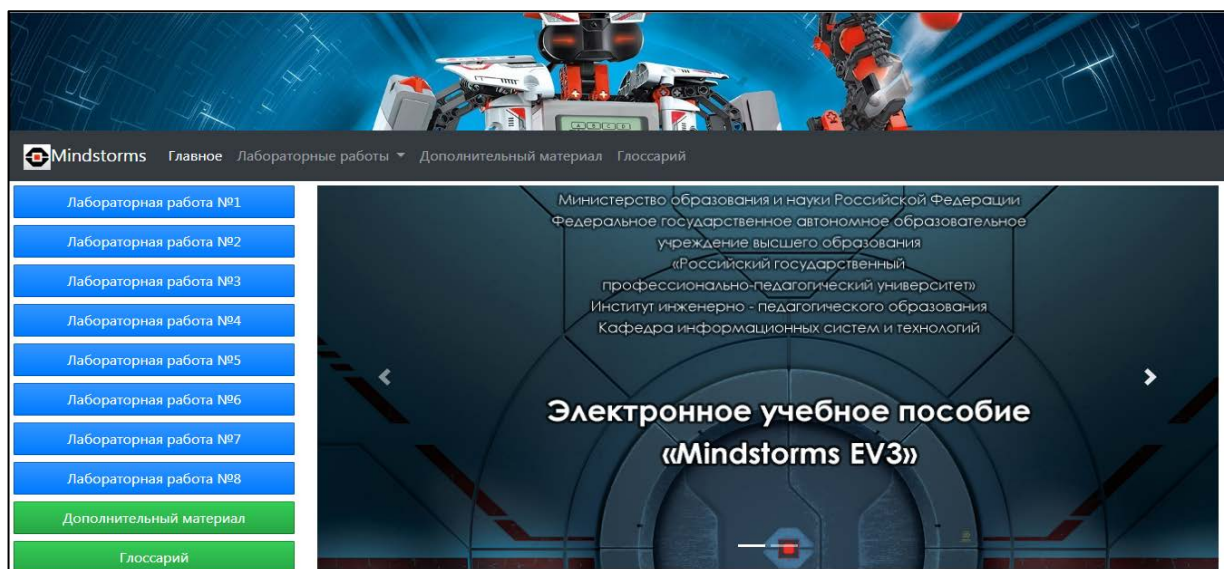 Mindstorms Главное Лабораторные работы Дополнительный материал Глоссарий
Лабораторная работа №1
Лабораторная работа №2
Лабораторная работа №3
Лабораторная работа №4
Лабораторная работа №5
Лабораторная работа №6
Лабораторная работа №7
Лабораторная работа №8
Дополнительный материал
Глоссарий
Министерство образования и науки Российской Федерации
Федеральное государственное автономное образовательное
учреждение высшего образования
«Российский государственный
профессионально-педагогический университет»
Институт инженерно - педагогического образования
Кафедра информационных систем и технологий
Электронное учебное пособие
«Mindstorms EV3»